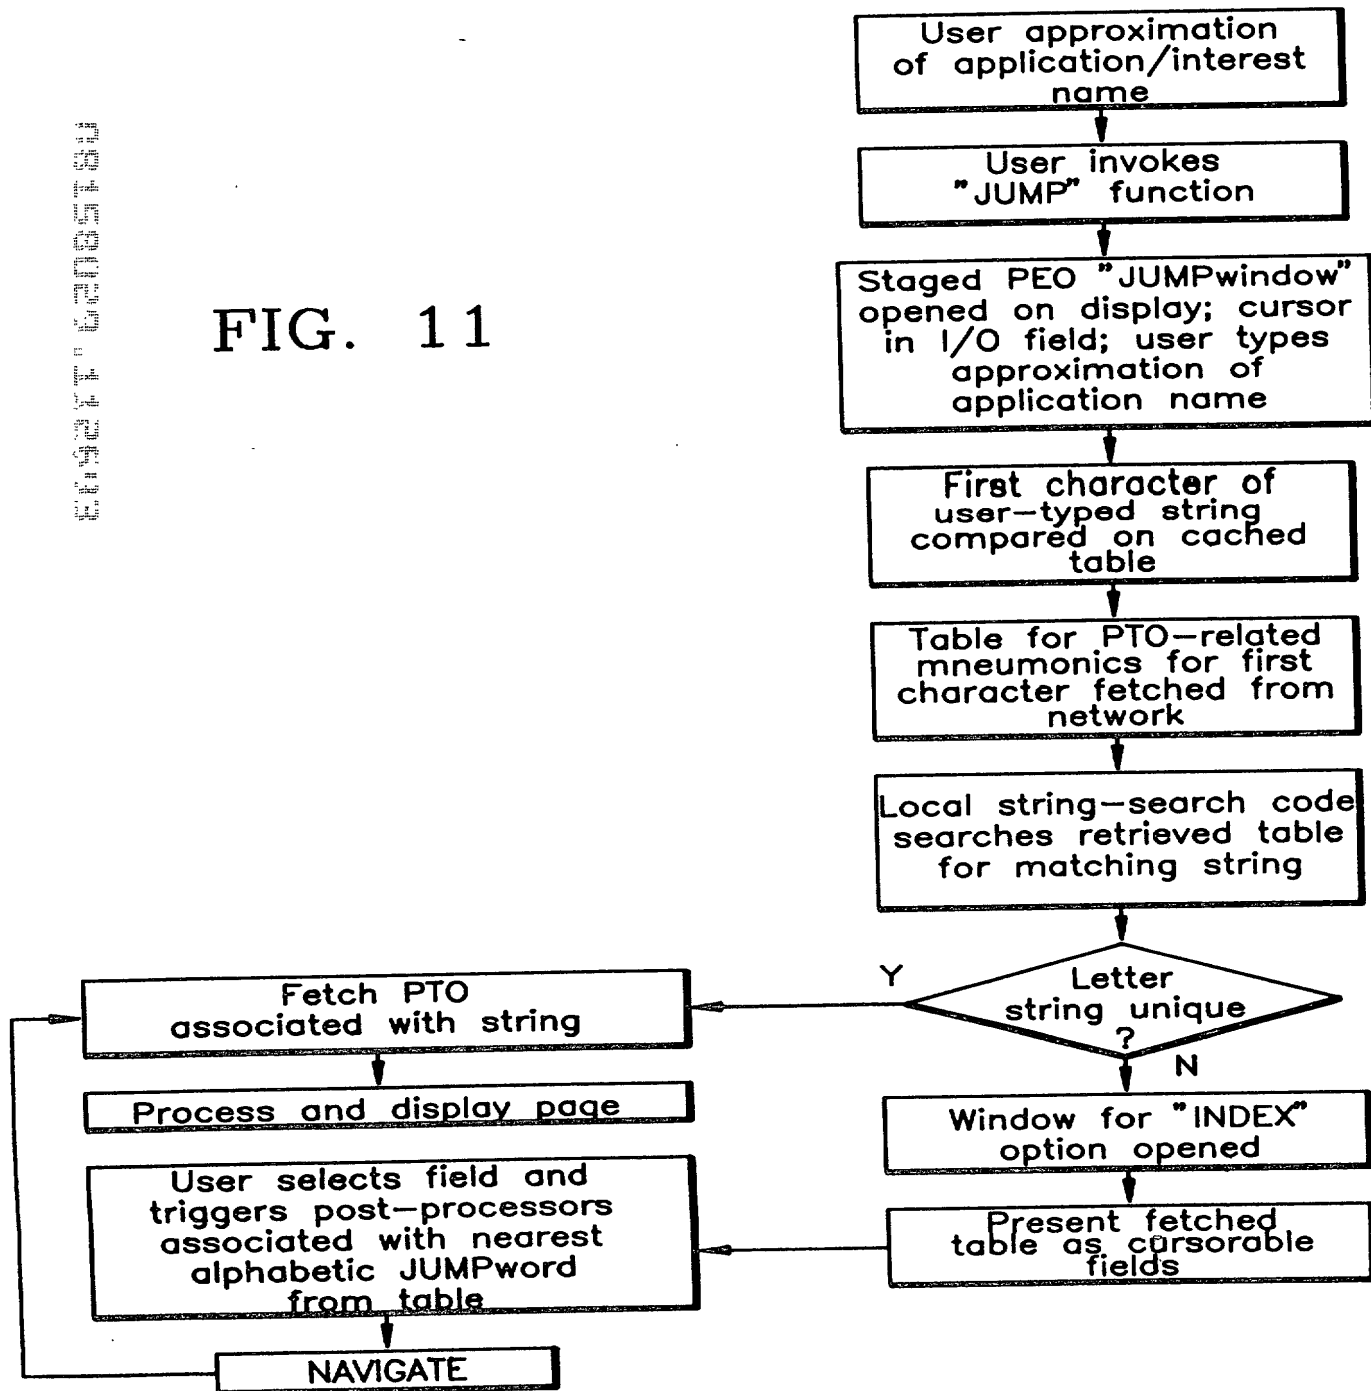 FIG. 11
User approximation
of application/interest
name
User invokes
"JUMP" function
Staged PEO "JUMPwindow"
opened on display; cursor
in I/O field; user types
approximation of
application name
First character of
user-typed string
compared on cached
table
Table for PTO-related
mneumonics for first
character fetched from
network
Local string-search code
searches retrieved table
for matching string
Letter
string unique
?
Y
N
Fetch PTO
associated with string
Process and display page
Window for "INDEX"
option opened
Present fetched
table as cursorable
fields
User selects field and
triggers post-processors
associated with nearest
alphabetic JUMPword
from table
NAVIGATE